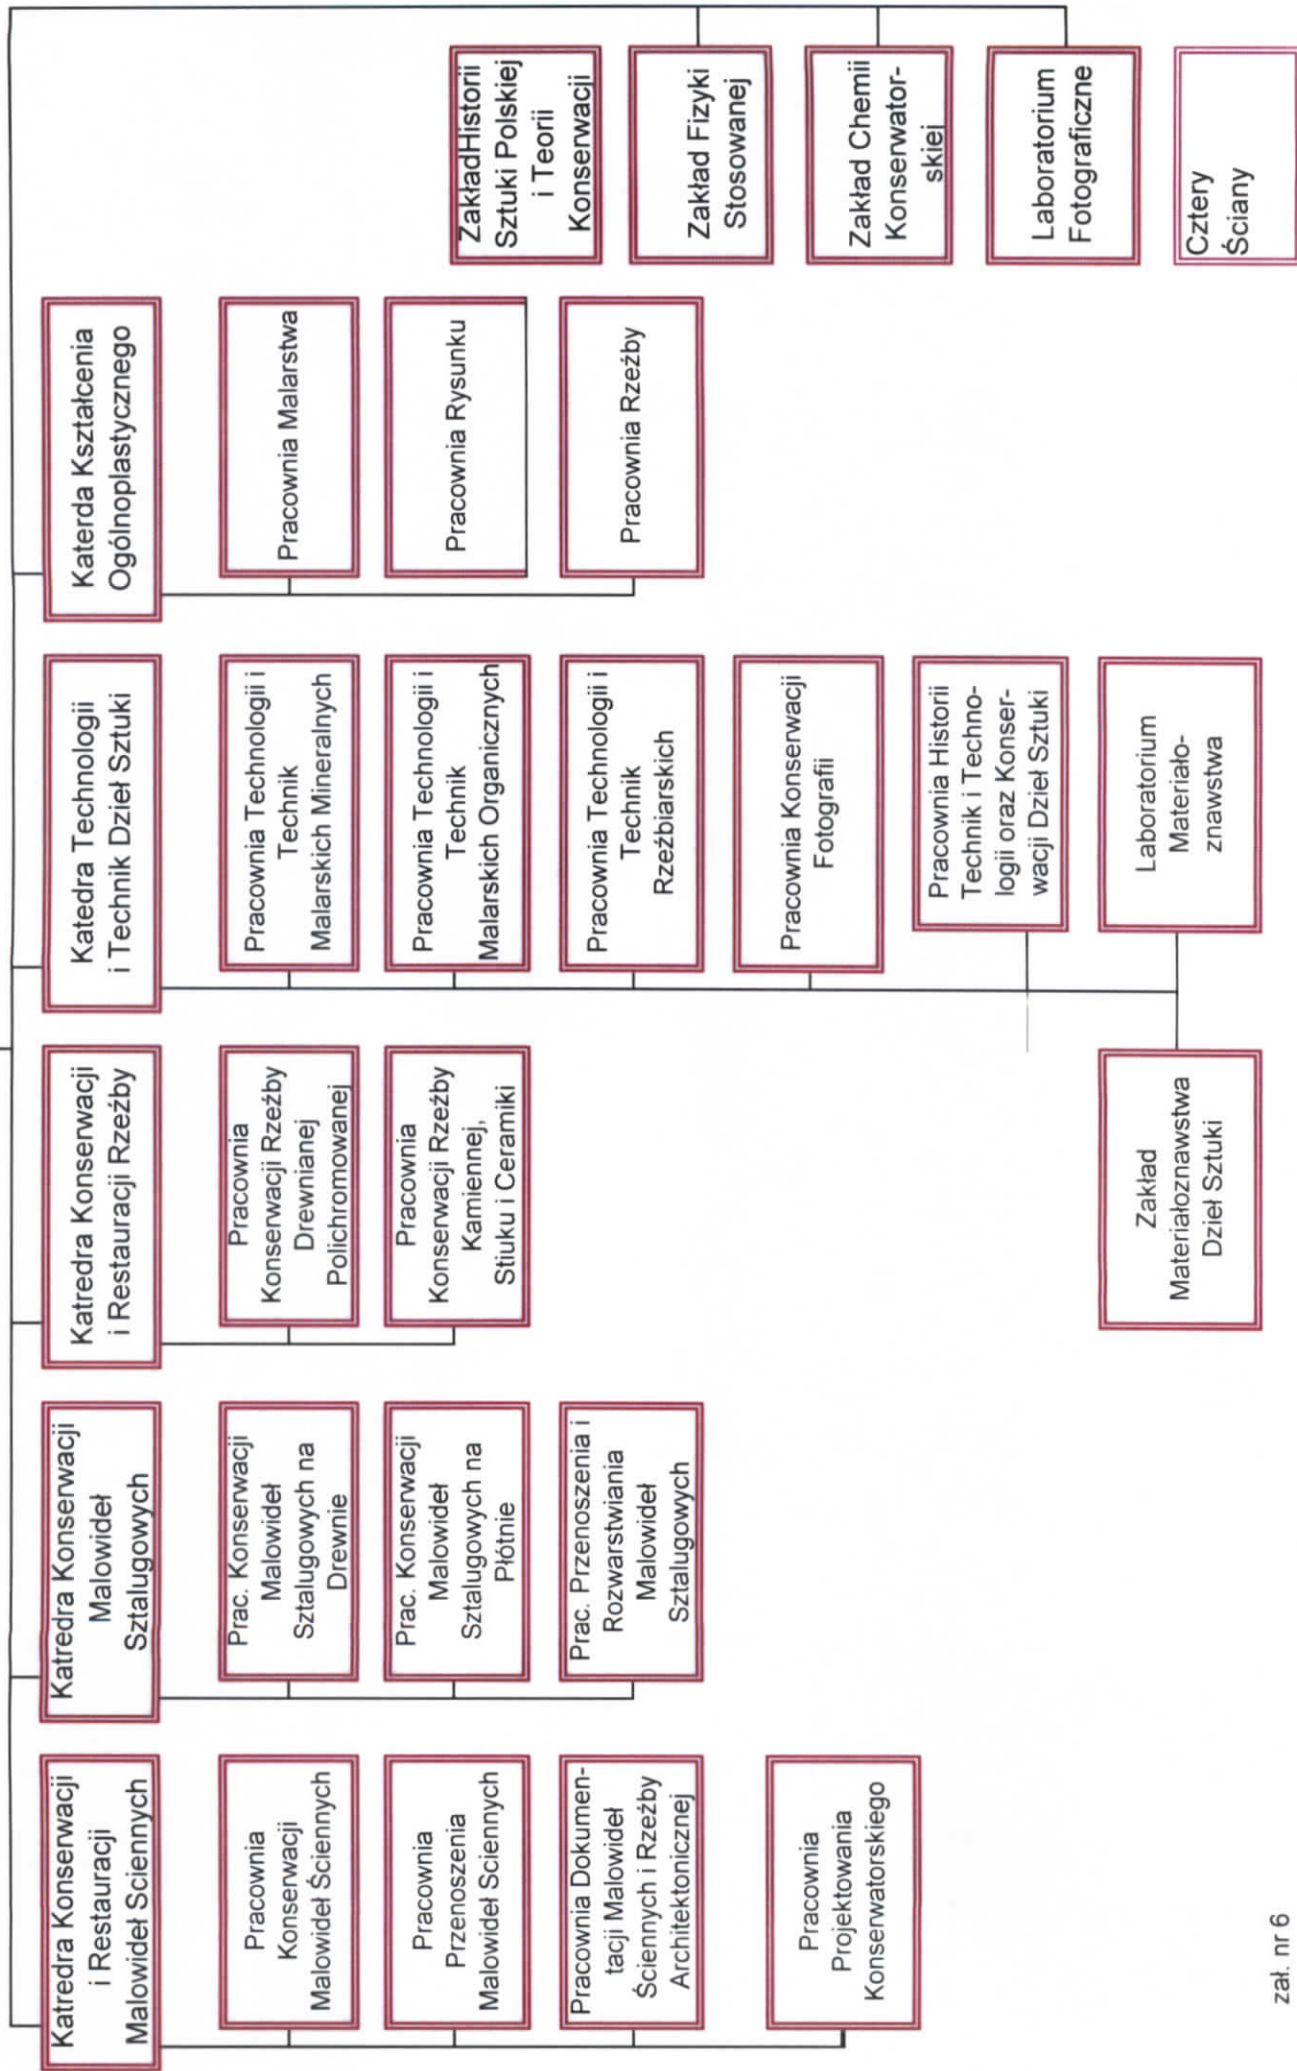 Katredra Konserwacji
i Restauracji
Malowideł Sciennych
Pracownia
Konserwacji
Malowideł Ściennych
Pracownia
Przenoszenia
Malowideł Sciennych
Pracownia Dokumen-
tacji Malowideł
Ściennych i Rzeźby
Architektonicznej
Pracownia
Projektowania
Konserwatorskiego
Katredra Konserwacji
Malowideł
Sztalugowych
Prac. Konserwacji
Malowideł
Sztalugowych na
Drewnie
Prac. Konserwacji
Malowideł
Sztalugowych na
Płótnie
Prac. Przenoszenia i
Rozwarstwiania
Malowideł
Sztalugowych
Katredra Konserwacji
i Restauracji Rzeźby
Pracownia
Konserwacji Rzeźby
Drewnianej
Polichromowanej
Pracownia
Konserwacji Rzeźby
Kamiennej,
Stiuku i Ceramiki
Katedra Technologii
i Technik Dzieł Sztuki
Pracownia Technologii i
Technik
Malarskich Mineralnych
Pracownia Technologii i
Technik
Malarskich Organicznych
Pracownia Technologii i
Technik
Rzeźbiarskich
Pracownia Konserwacji
Fotografii
Pracownia Historii
Technik i Techno-
logii oraz Konser-
wacji Dzieł Sztuki
Zakład
Materiałoznawstwa
Dzieł Sztuki
Laboratorium
Materiało-
znawstwa
Katerda Kształcenia
Ogólnoplastycznego
Pracownia Malarstwa
Pracownia Rysunku
Pracownia Rzeźby
ZakładHistorii
Sztuki Polskiej
i Teorii
Konserwacji
Zakład Fizyki
Stosowanej
Zakład Chemii
Konserwator-
skiej
Laboratorium
Fotograficzne
Cztery
Ściany
zał. nr 6